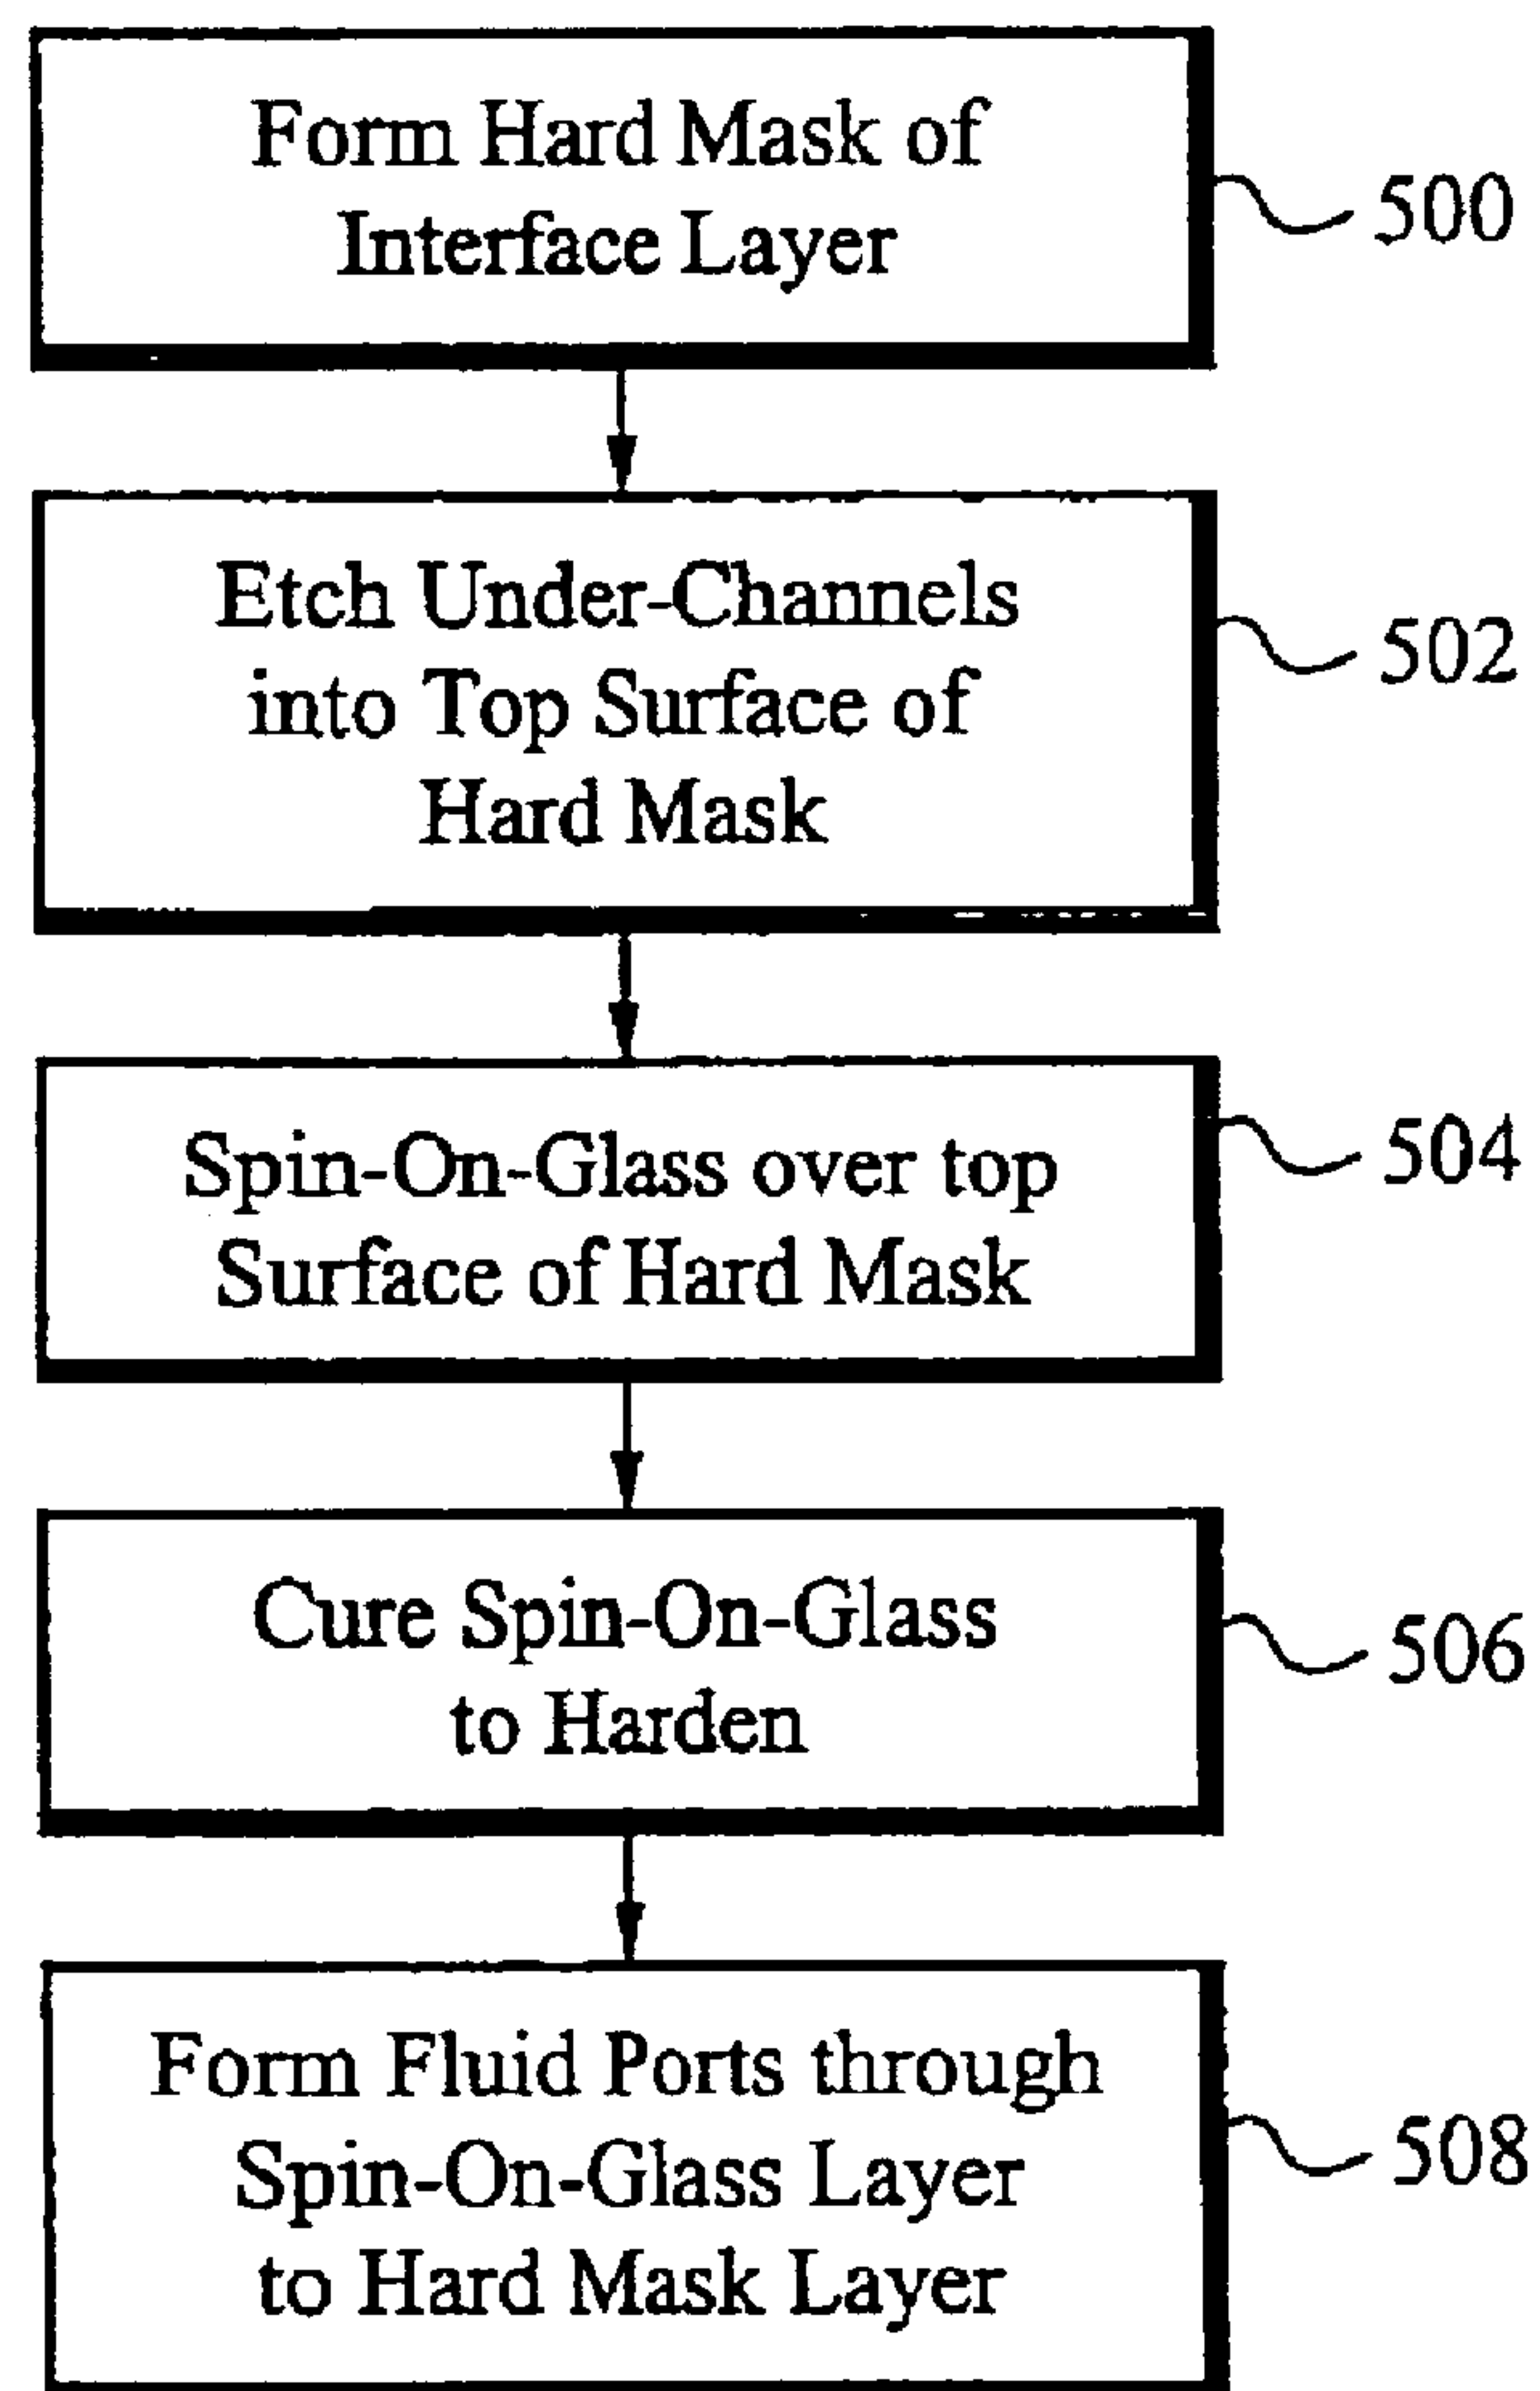 Form Hard Mask of
Interface Layer
500
Etch Under-Channels
into Top Surface of
Hard Mask
502
Spin-On-Glass over top
Surface of Hard Mask
504
Cure Spin-On-Glass
to Harden
506
Form Fluid Ports through
Spin-On-Glass Layer
to Hard Mask Layer
508